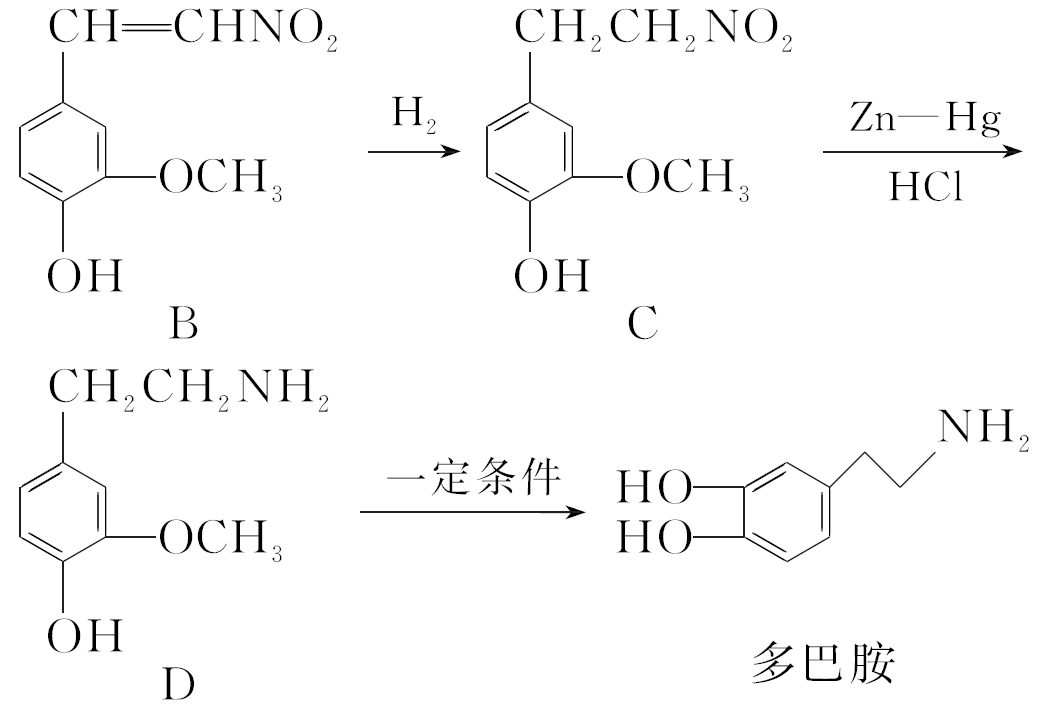 CH=CHNO₂
OCH₃
OH
B
H₂
CH₂CH₂NO₂
OCH₃
OH
C
Zn—Hg
HCl
CH₂CH₂NH₂
OCH₃
OH
D
一定条件
NH₂
HO
HO
多巴胺